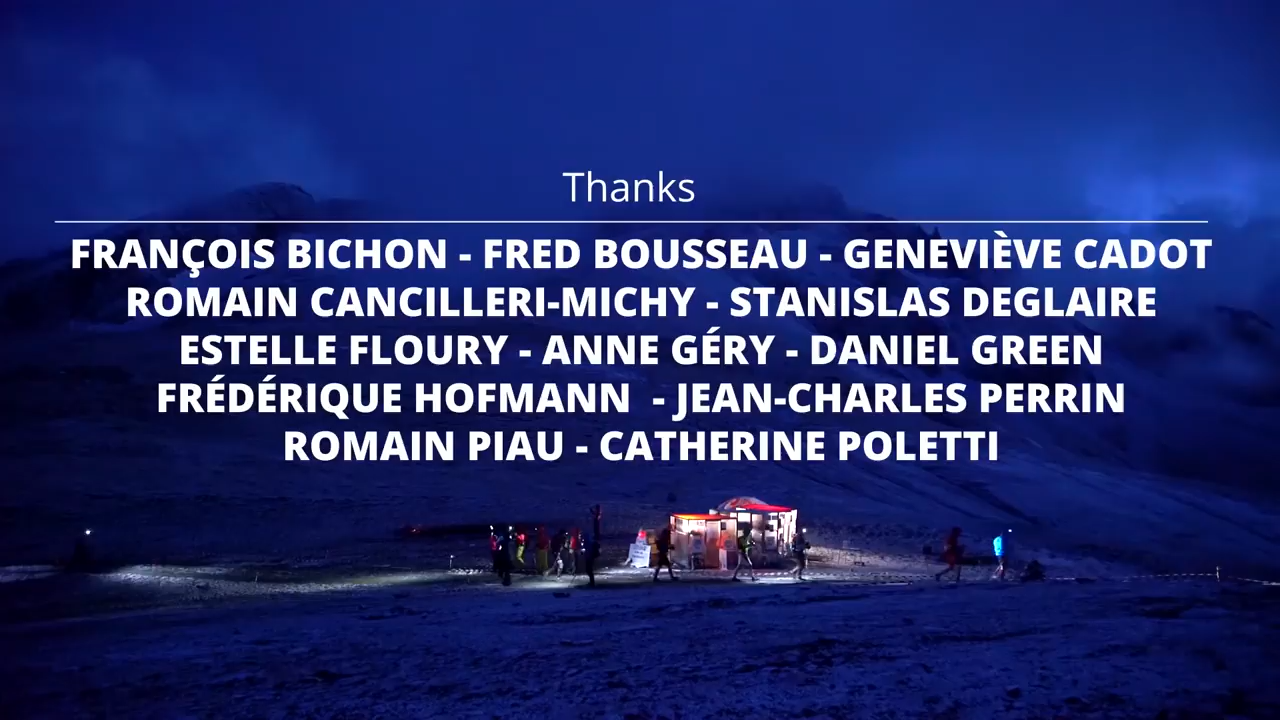 Thanks
FRANÇOIS BICHON - FRED BOUSSEAU - GENEVIÈVE CADOT
ROMAIN CANCILLERI-MICHY - STANISLAS DEGLAIRE
ESTELLE FLOURY - ANNE GÉRY - DANIEL GREEN
FRÉDÉRIQUE HOFMANN - JEAN-CHARLES PERRIN
ROMAIN PIAU - CATHERINE POLETTI